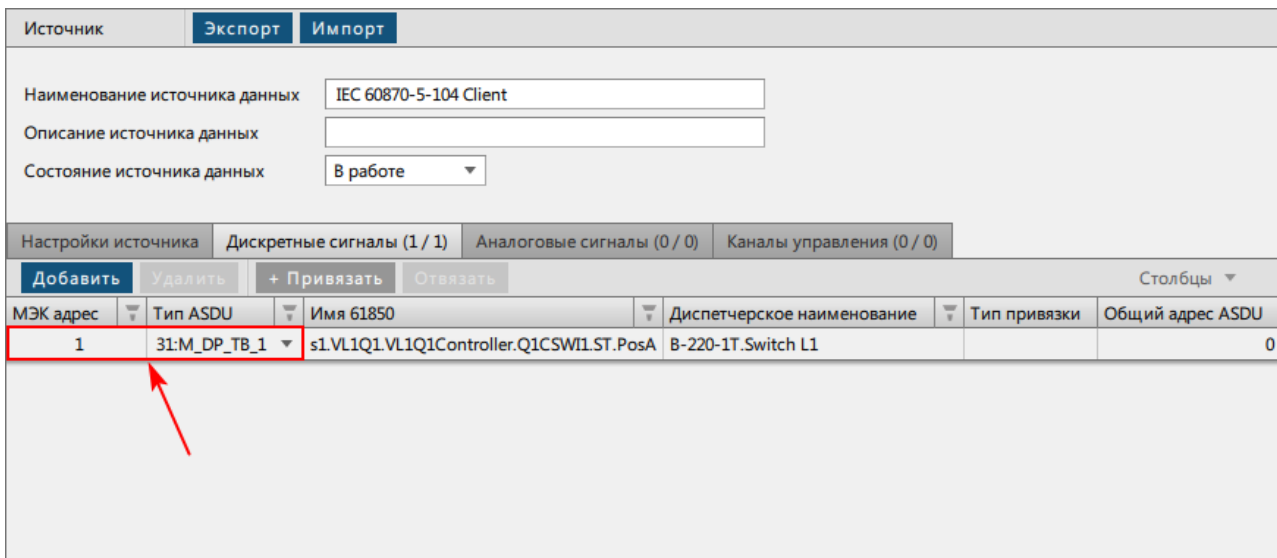 Источник Экспорт Импорт
Наименование источника данных IEC 60870-5-104 Client
Описание источника данных
Состояние источника данных В работе
Настройки источника Дискретные сигналы (1 / 1) Аналоговые сигналы (0 / 0) Каналы управления (0 / 0)
Добавить Удалить + Привязать Отвязать Столбцы
МЭК адрес Тип ASDU Имя 61850 Диспетчерское наименование Тип привязки Общий адрес ASDU
1 31:M_DP_TB_1 s1.VL1Q1.VL1Q1Controller.Q1CSWI1.ST.PosA B-220-1T.Switch L1 0